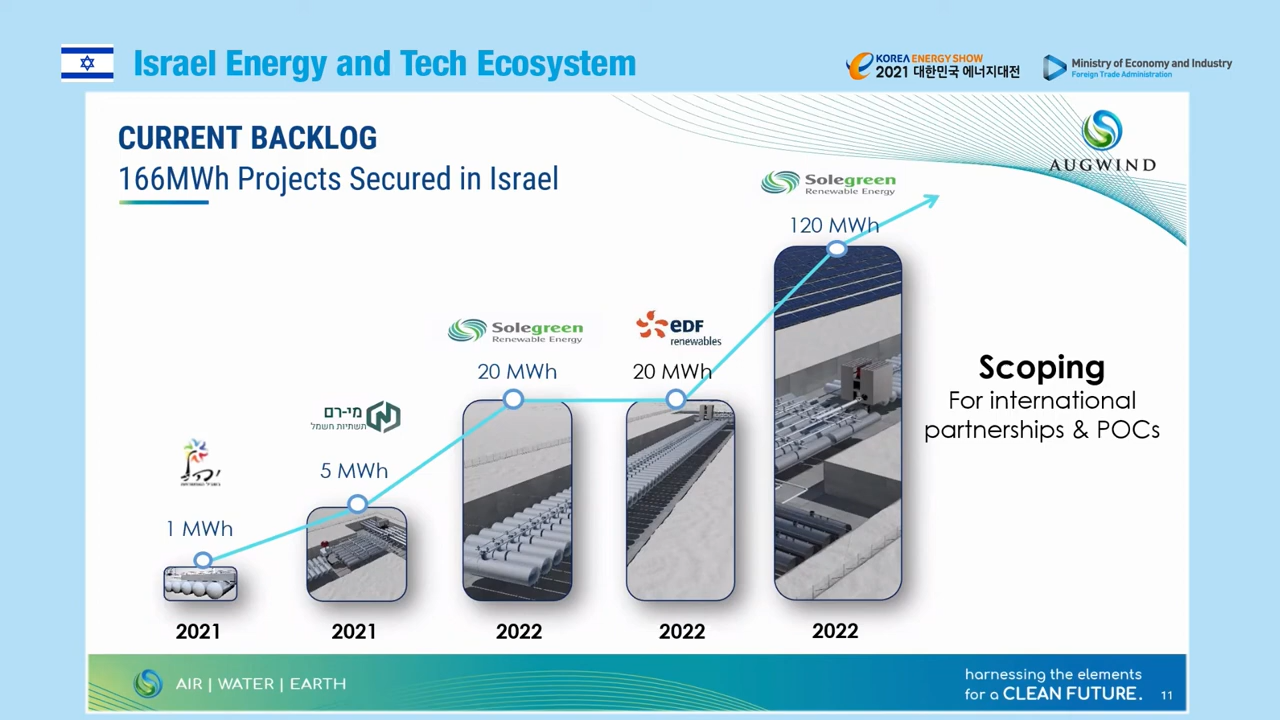 Israel Energy and Tech Ecosystem
KOREA ENERGY SHOW
2021 대한민국 에너지대전
Ministry of Economy and Industry
Foreign Trade Administration
CURRENT BACKLOG
166MWh Projects Secured in Israel
AUGWIND
Solegreen
Renewable Energy
120 MWh
Solegreen
Renewable Energy
20 MWh
eDF
renewables
20 MWh
מי-רם
תשתיות חשמל
5 MWh
1 MWh
Scoping
For international
partnerships & POCs
2021
2021
2022
2022
2022
AIR | WATER | EARTH
harnessing the elements
for a CLEAN FUTURE.
11